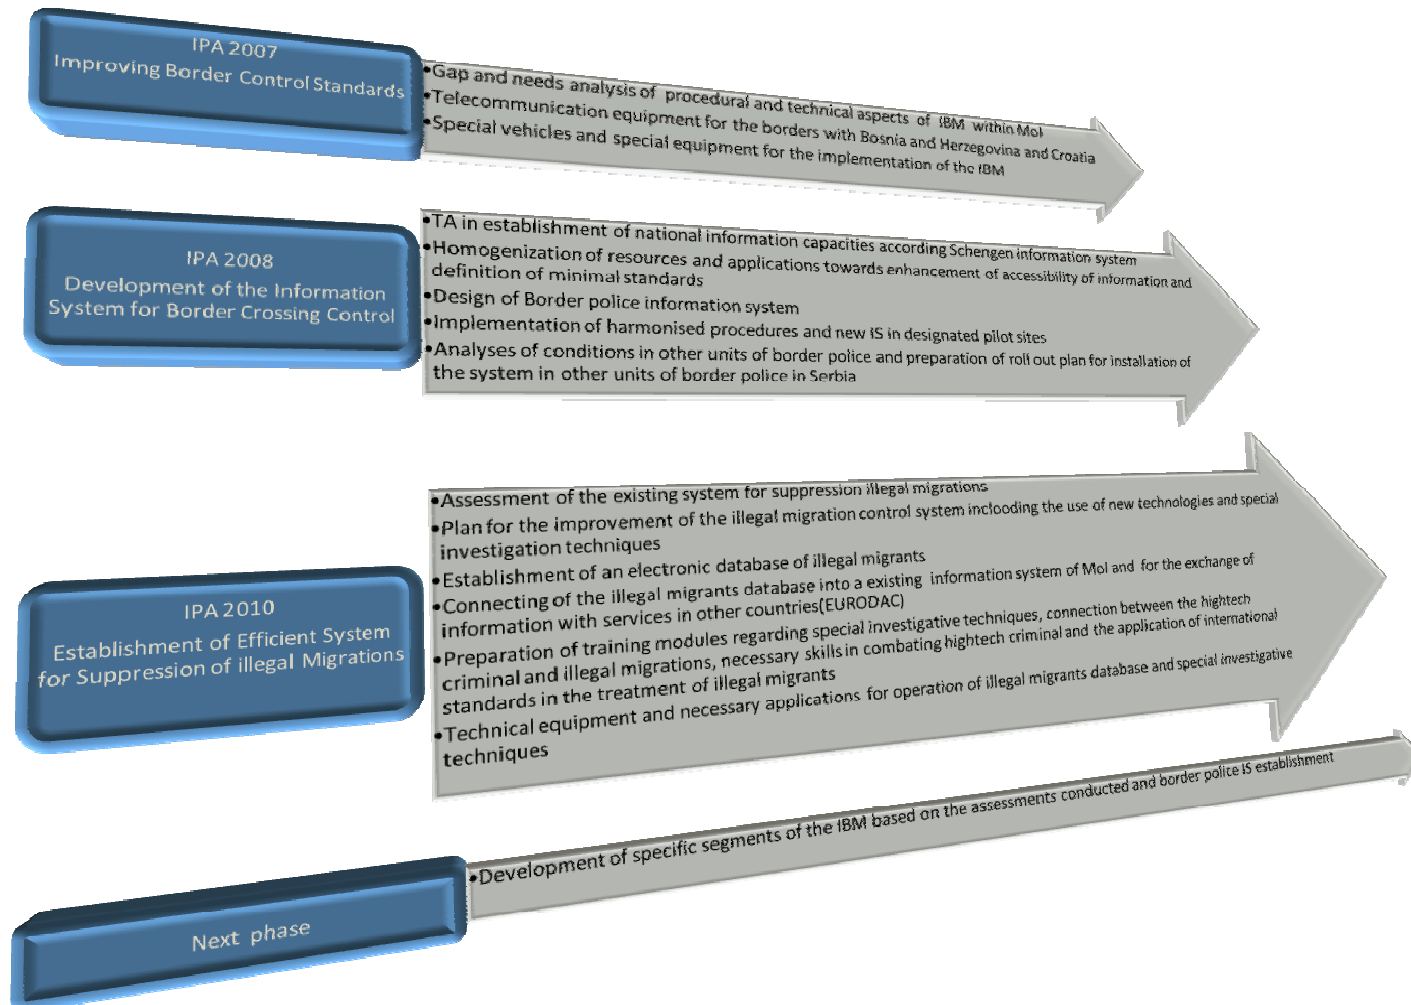 IPA 2007
Improving Border Control Standards
•Gap and needs analysis of procedural and technical aspects of IBM within MoI
•Telecommunication equipment for the borders with Bosnia and Herzegovina and Croatia
•Special vehicles and special equipment for the implementation of the IBM
IPA 2008
Development of the Information
System for Border Crossing Control
•TA in establishment of national information capacities according Schengen information system
•Homogenization of resources and applications towards enhancement of accessibility of information and
definition of minimal standards
•Design of Border police information system
•Implementation of harmonised procedures and new IS in designated pilot sites
•Analyses of conditions in other units of border police and preparation of roll out plan for installation of
the system in other units of border police in Serbia
IPA 2010
Establishment of Efficient System
for Suppression of illegal Migrations
•Assessment of the existing system for suppression illegal migrations
•Plan for the improvement of the illegal migration control system inclooding the use of new technologies and special
investigation techniques
•Establishment of an electronic database of illegal migrants
•Connecting of the illegal migrants database into a existing information system of MoI and for the exchange of
information with services in other countries(EURODAC)
•Preparation of training modules regarding special investigative techniques, connection between the hightech
criminal and illegal migrations, necessary skills in combating hightech criminal and the application of international
standards in the treatment of illegal migrants
•Technical equipment and necessary applications for operation of illegal migrants database and special investigative
techniques
Next phase
•Development of specific segments of the IBM based on the assessments conducted and border police IS establishment